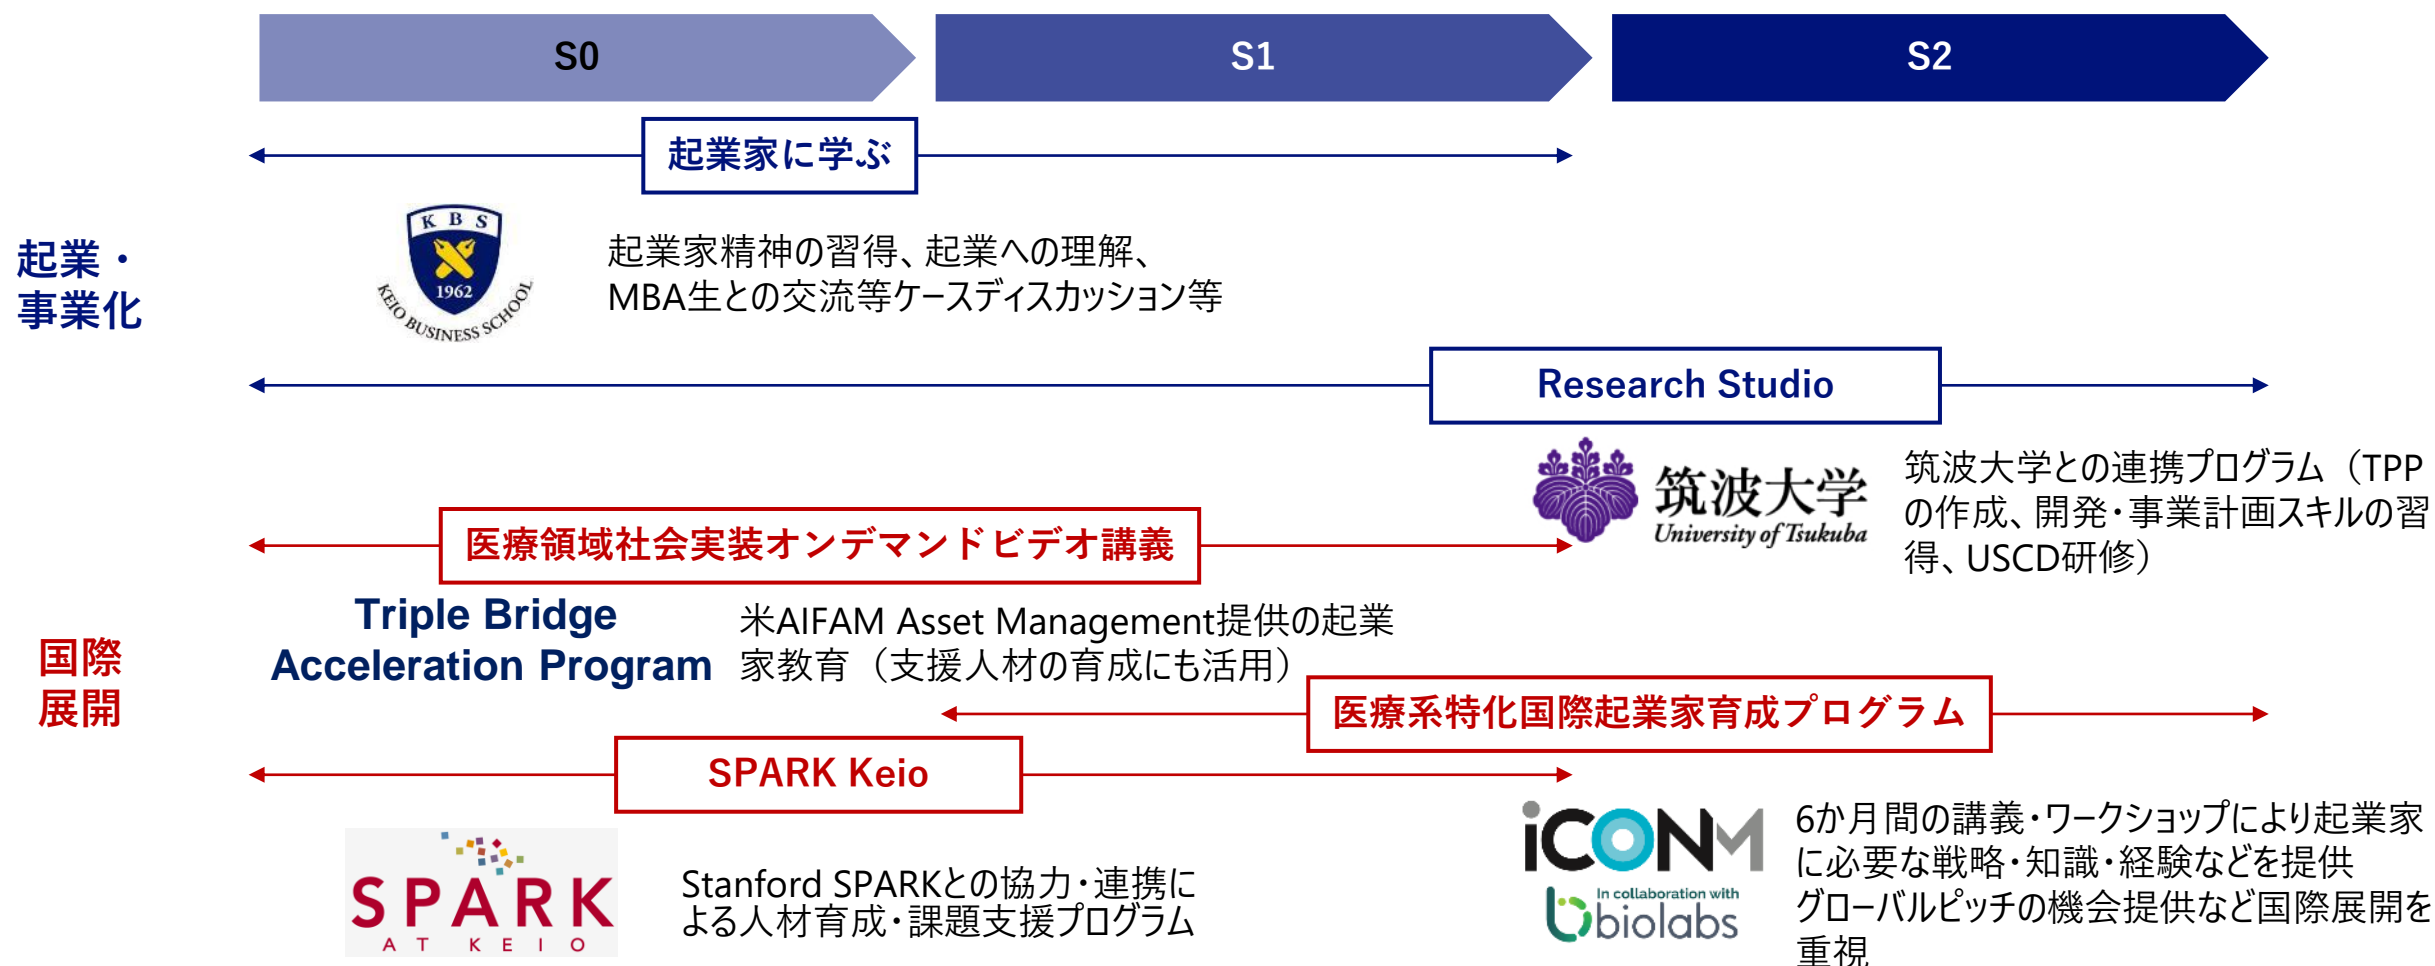 S0
S1
S2
起業家に学ぶ
起業・
事業化
K B S
1962
KEIO BUSINESS SCHOOL
起業家精神の習得、起業への理解、
MBA生との交流等ケースディスカッション等
Research Studio
筑波大学
University of Tsukuba
筑波大学との連携プログラム（TPP
の作成、開発・事業計画スキルの習
得、USCD研修）
国際
展開
医療領域社会実装オンデマンドビデオ講義
Triple Bridge
Acceleration Program
米AIFAM Asset Management提供の起業
家教育（支援人材の育成にも活用）
医療系特化国際起業家育成プログラム
SPARK Keio
SPARK
AT KEIO
Stanford SPARKとの協力・連携に
よる人材育成・課題支援プログラム
iCONM
In collaboration with
biolabs
6か月間の講義・ワークショップにより起業家
に必要な戦略・知識・経験などを提供
グローバルピッチの機会提供など国際展開を
重視